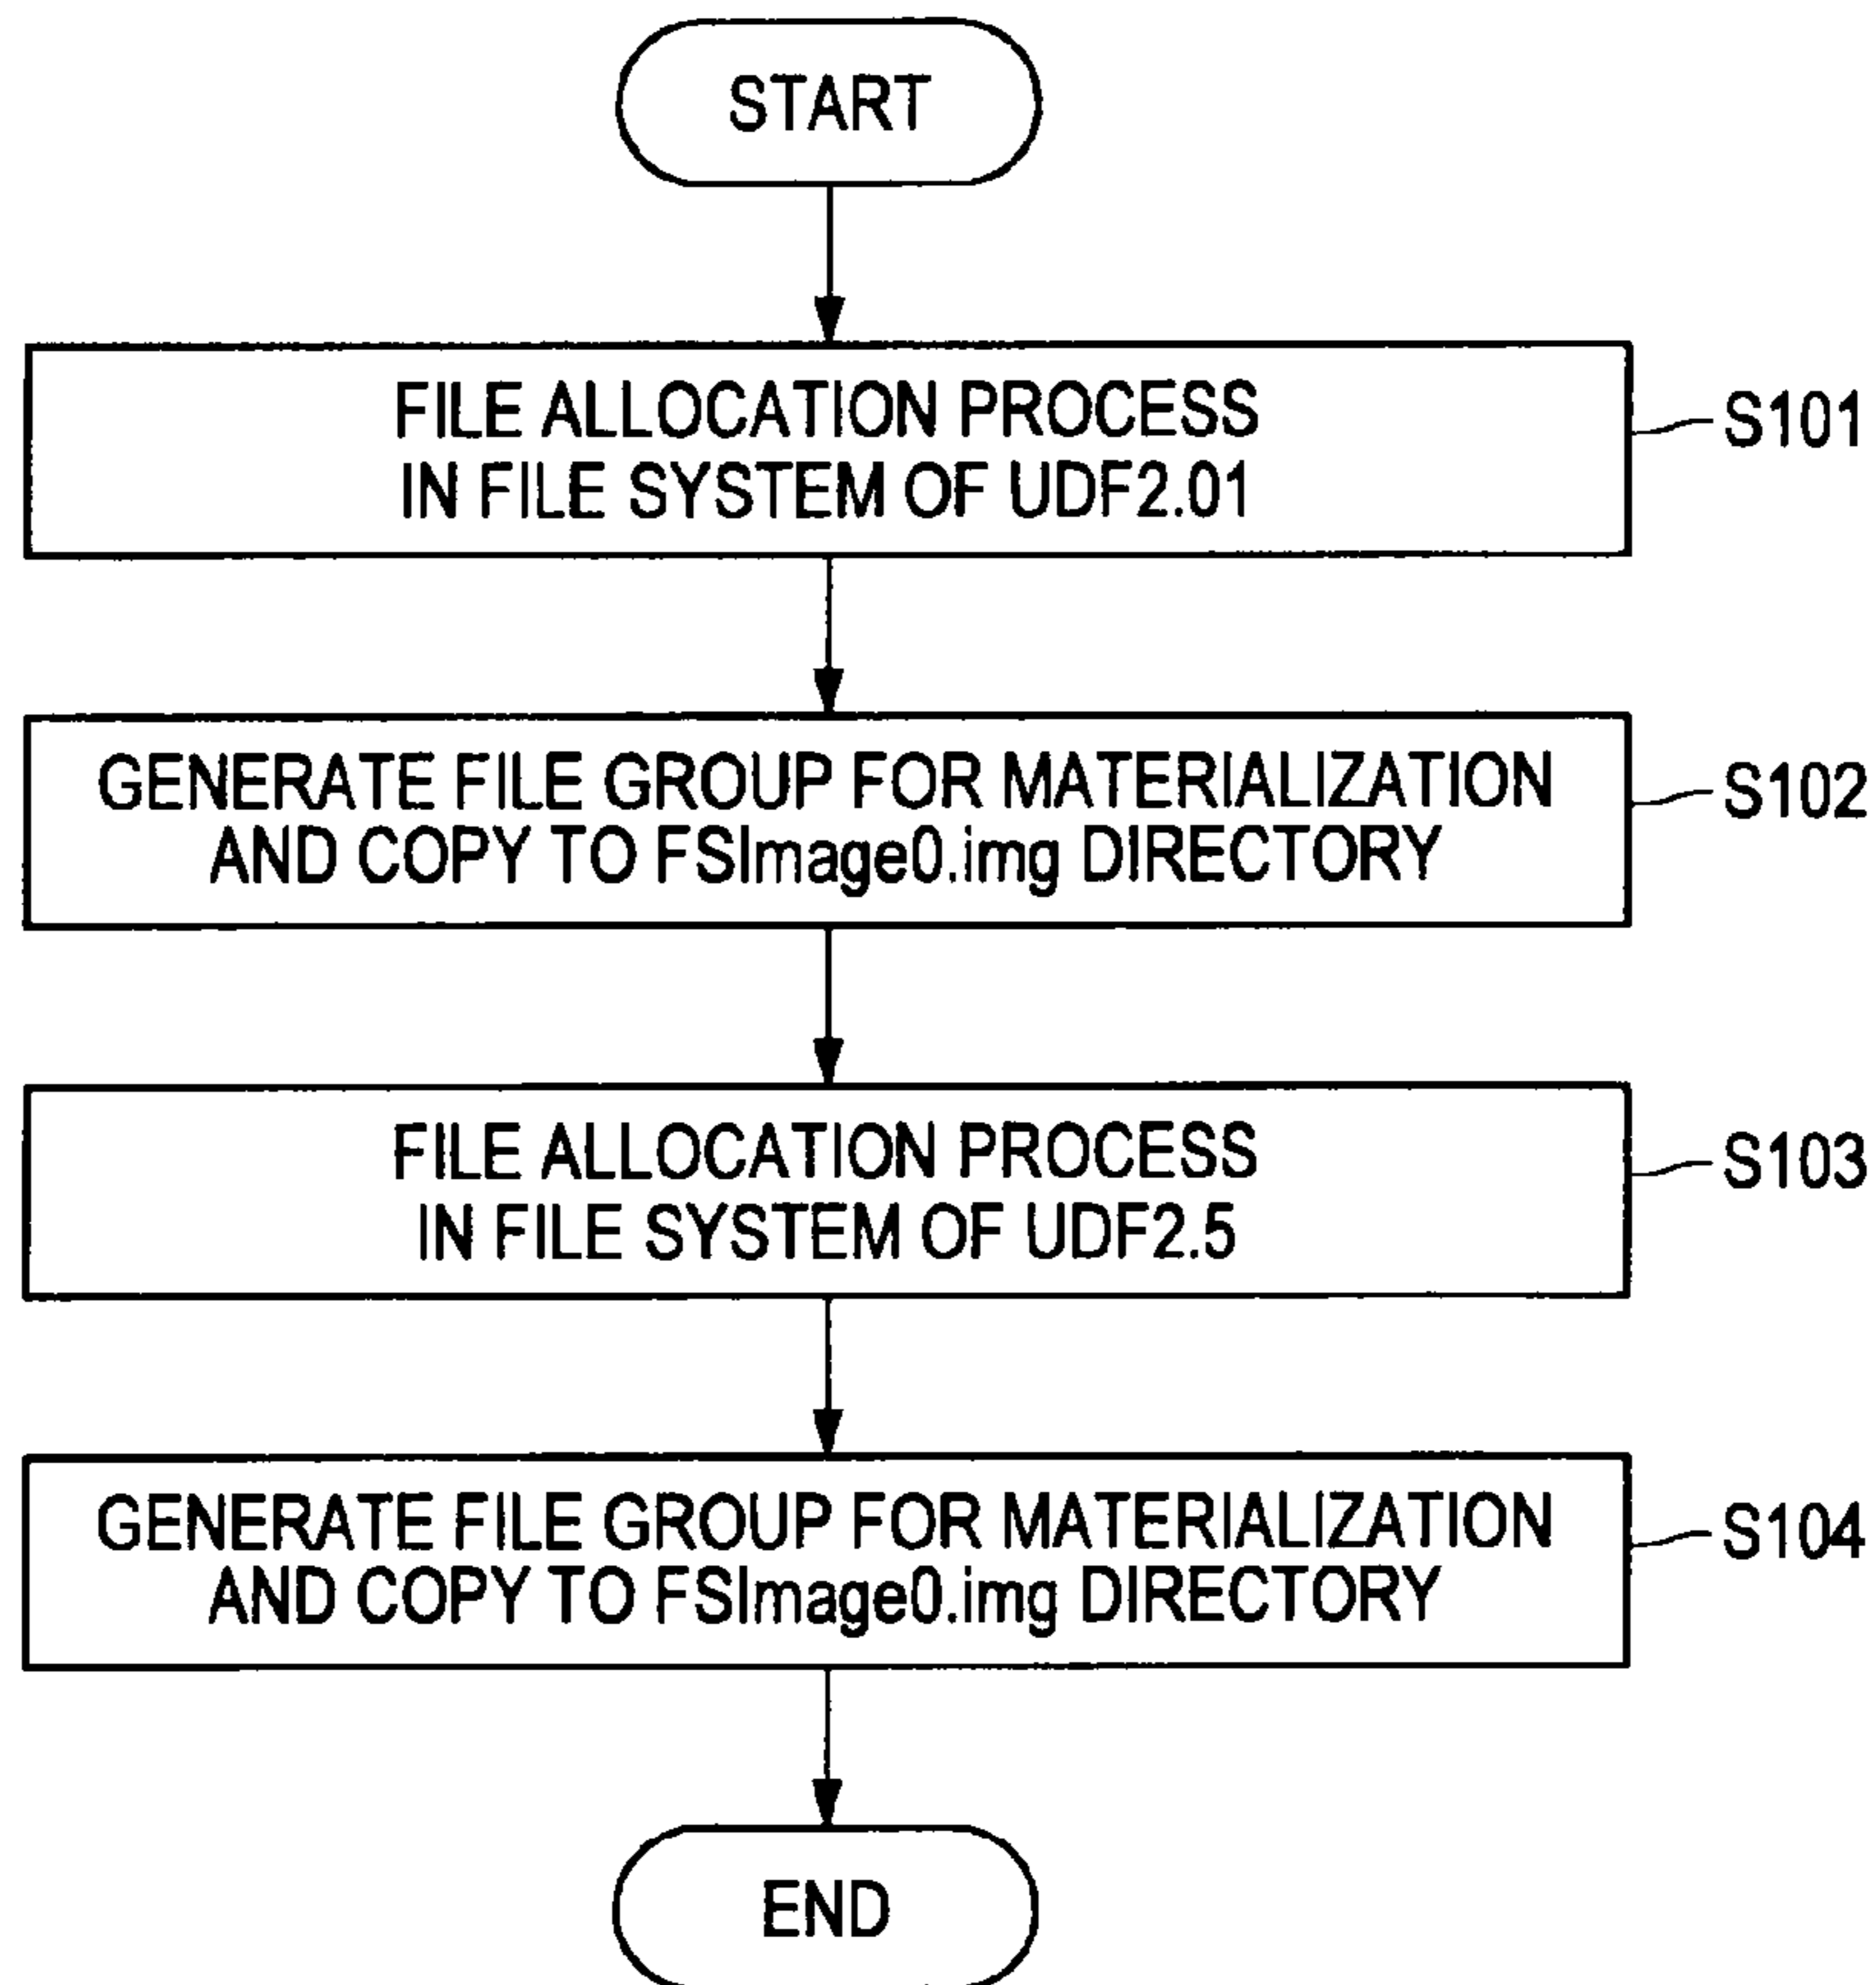 START
FILE ALLOCATION PROCESS
IN FILE SYSTEM OF UDF2.01
S101
GENERATE FILE GROUP FOR MATERIALIZATION
AND COPY TO FSImage0.img DIRECTORY
S102
FILE ALLOCATION PROCESS
IN FILE SYSTEM OF UDF2.5
S103
GENERATE FILE GROUP FOR MATERIALIZATION
AND COPY TO FSImage0.img DIRECTORY
S104
END